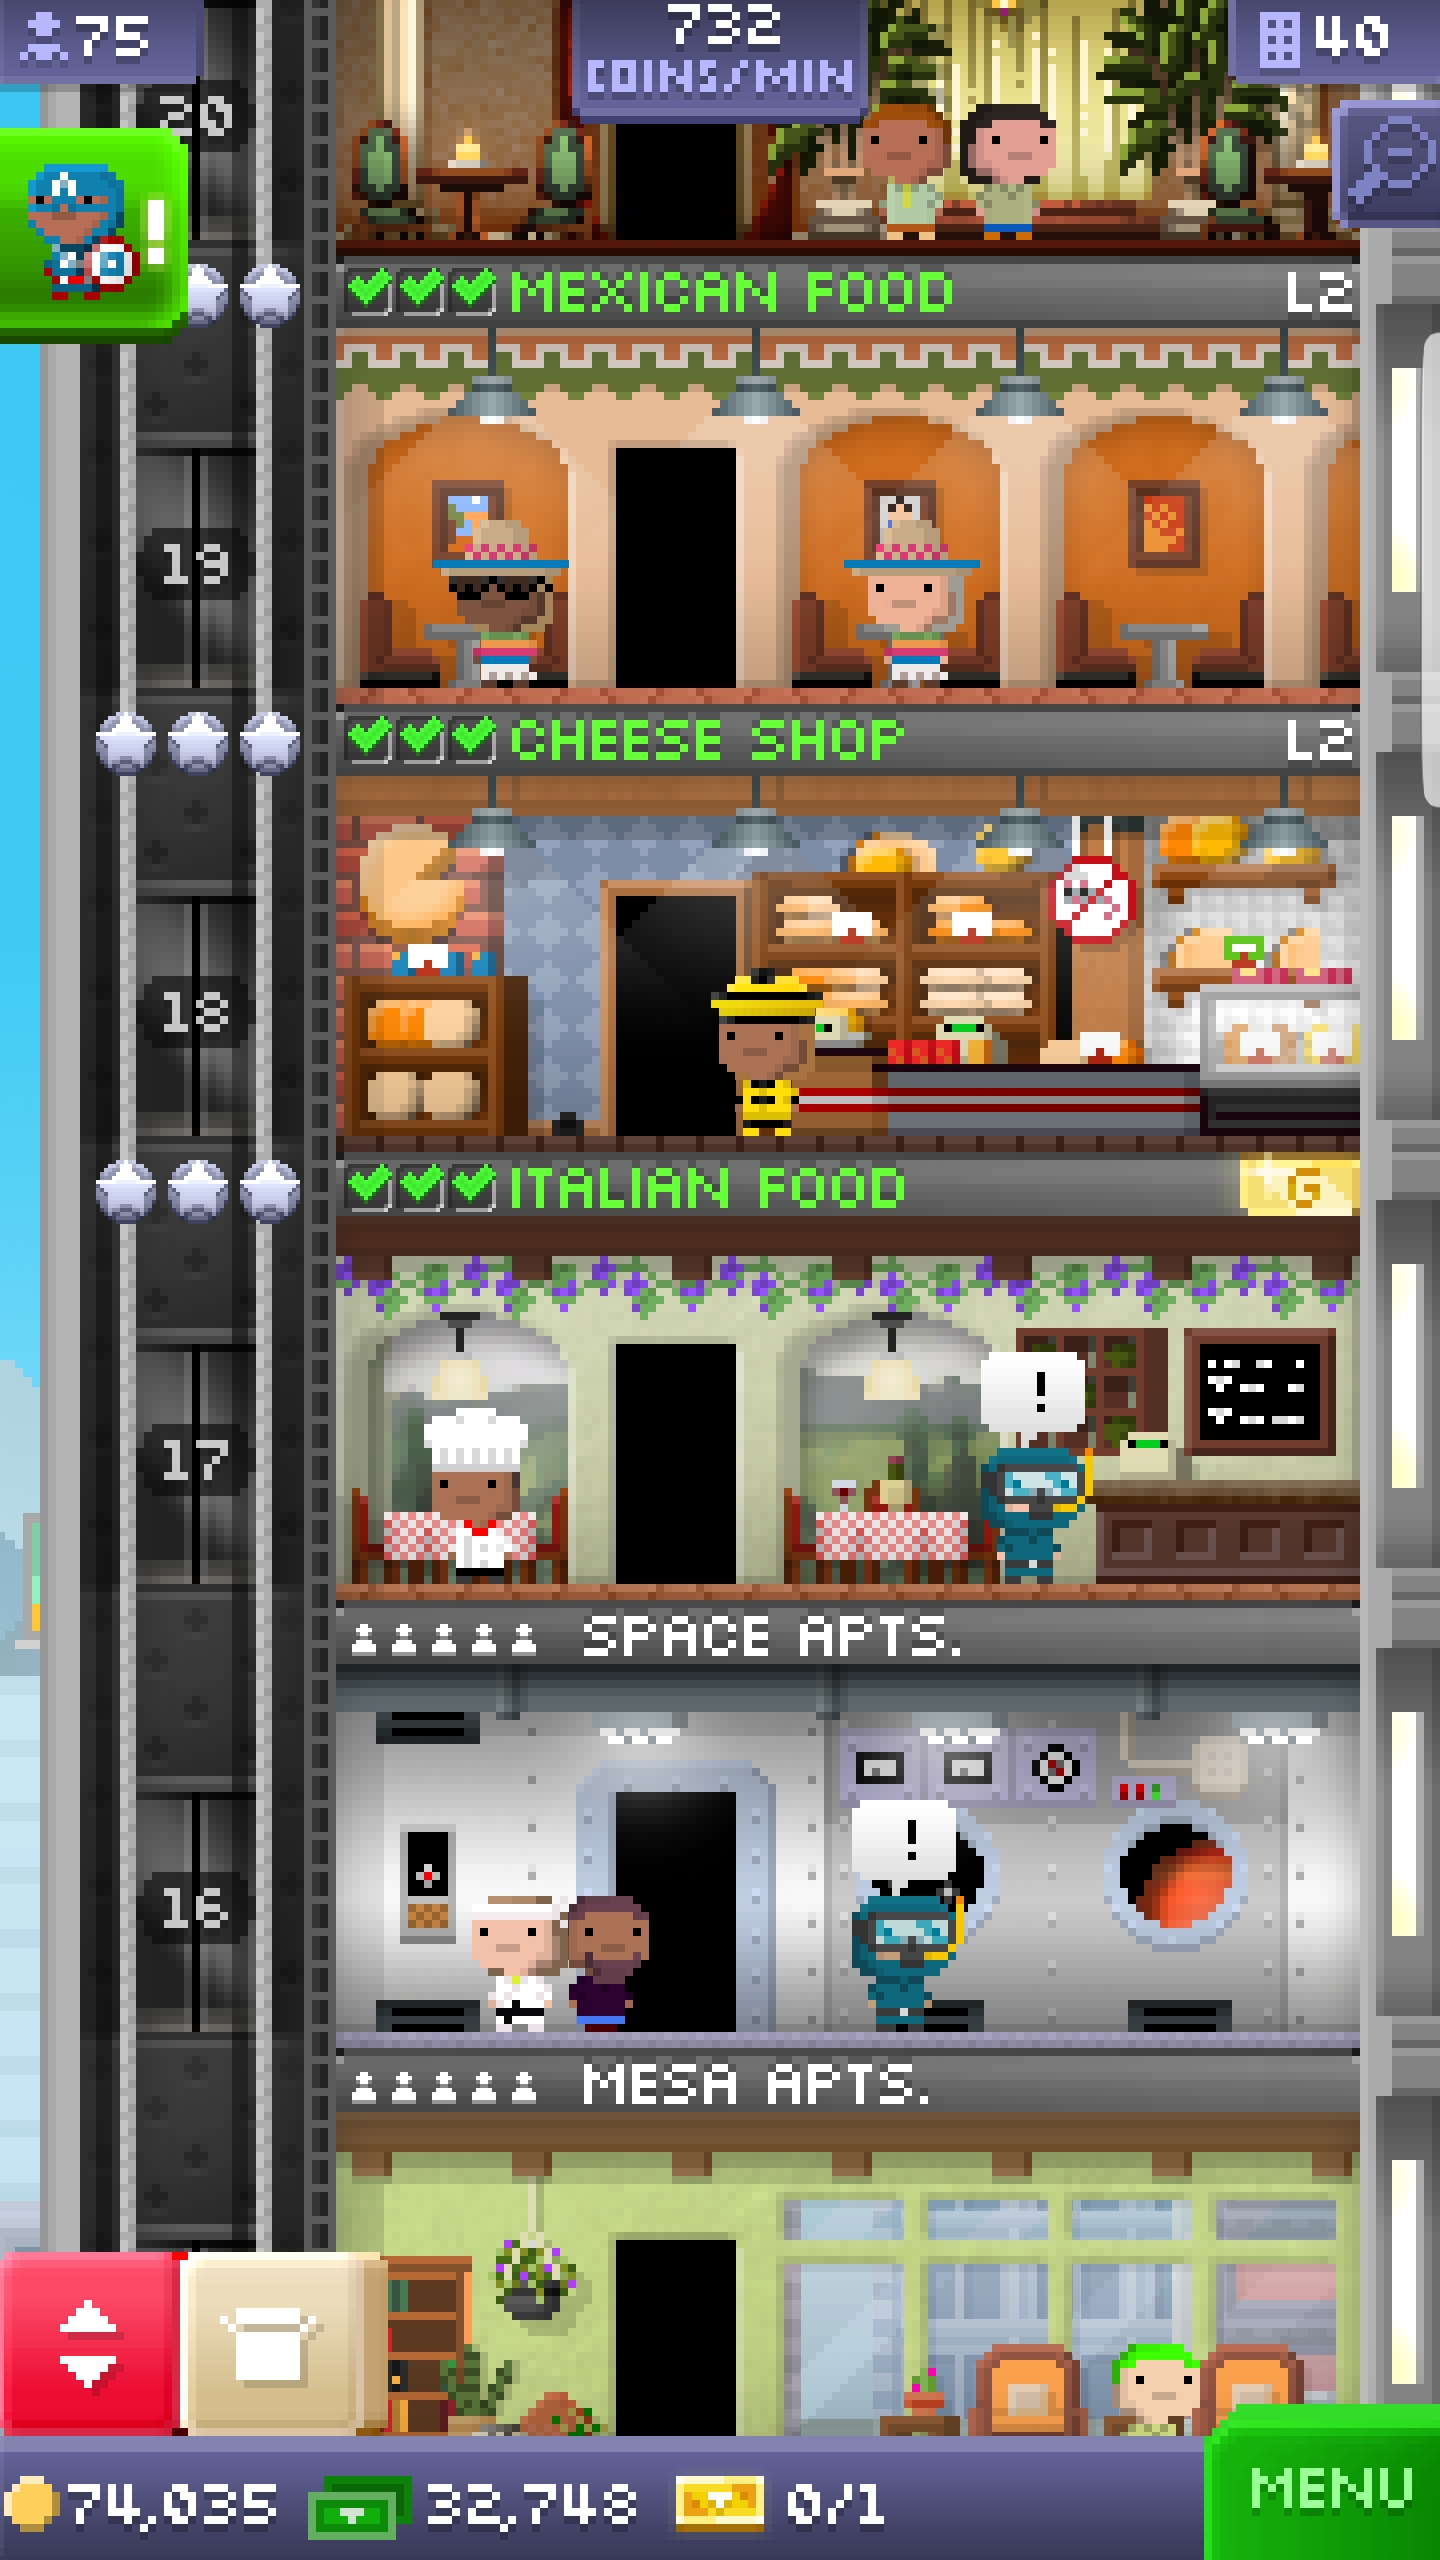 75
732
COINS/MIN
40
20
!
MEXICAN FOOD L2
19
CHEESE SHOP L2
18
ITALIAN FOOD G
!
17
SPACE APTS.
!
16
MESA APTS.
74,035 32,748 0/1
MENU